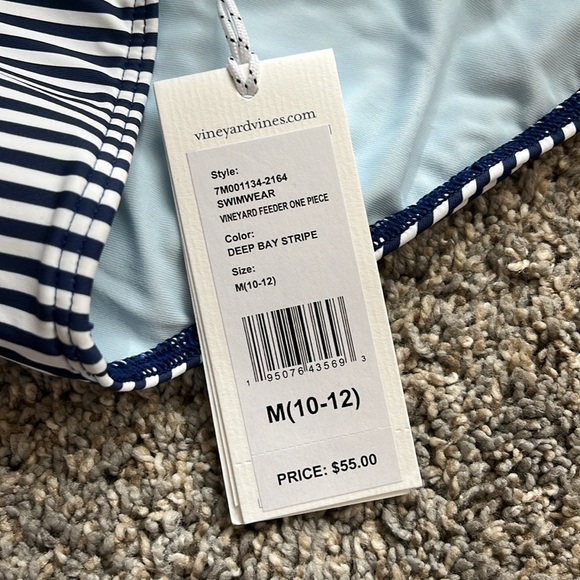 vineyardvines.com
Style:
7M001134-2164
SWIMWEAR
VINEYARD FEEDER ONE PIECE
Color:
DEEP BAY STRIPE
Size:
M(10-12)
1 95076 43569 3
M(10-12)
PRICE: $55.00